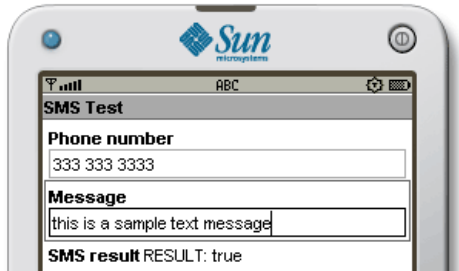 Sun
microsystems
ABC
SMS Test
Phone number
333 333 3333
Message
this is a sample text message
SMS result RESULT: true